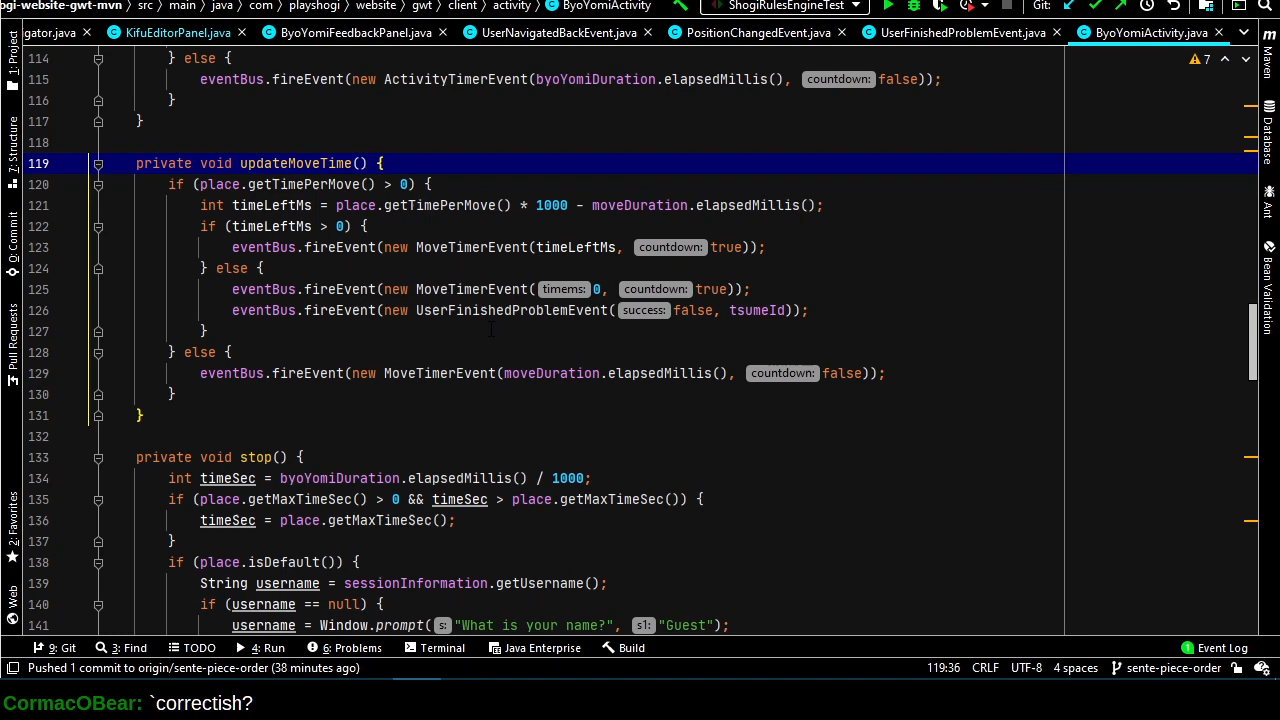 ogi-website-gwt-mvn › src › main › java › com › playshogi › website › gwt › client › activity › ByoYomiActivity ShogiRulesEngineTest Git:
gator.java KifuEditorPanel.java ByoYomiFeedbackPanel.java UserNavigatedBackEvent.java PositionChangedEvent.java UserFinishedProblemEvent.java ByoYomiActivity.java
114 } else { 7
115 eventBus.fireEvent(new ActivityTimerEvent(byoYomiDuration.elapsedMillis(), countdown: false));
116 }
117 }
118
119 private void updateMoveTime() {
120 if (place.getTimePerMove() > 0) {
121 int timeLeftMs = place.getTimePerMove() * 1000 - moveDuration.elapsedMillis();
122 if (timeLeftMs > 0) {
123 eventBus.fireEvent(new MoveTimerEvent(timeLeftMs, countdown: true));
124 } else {
125 eventBus.fireEvent(new MoveTimerEvent( timems: 0, countdown: true));
126 eventBus.fireEvent(new UserFinishedProblemEvent( success: false, tsumeId));
127 }
128 } else {
129 eventBus.fireEvent(new MoveTimerEvent(moveDuration.elapsedMillis(), countdown: false));
130 }
131 }
132
133 private void stop() {
134 int timeSec = byoYomiDuration.elapsedMillis() / 1000;
135 if (place.getMaxTimeSec() > 0 && timeSec > place.getMaxTimeSec()) {
136 timeSec = place.getMaxTimeSec();
137 }
138 if (place.isDefault()) {
139 String username = sessionInformation.getUsername();
140 if (username == null) {
141 username = Window.prompt( s: "What is your name?", s1: "Guest");
1: Project
7: Structure
0: Commit
Pull Requests
2: Favorites
Web
m Maven
Database
Ant
Bean Validation
9: Git 3: Find TODO 4: Run 6: Problems Terminal Java Enterprise Build 1 Event Log
Pushed 1 commit to origin/sente-piece-order (38 minutes ago) 119:36 CRLF UTF-8 4 spaces sente-piece-order
CormacOBear: `correctish?